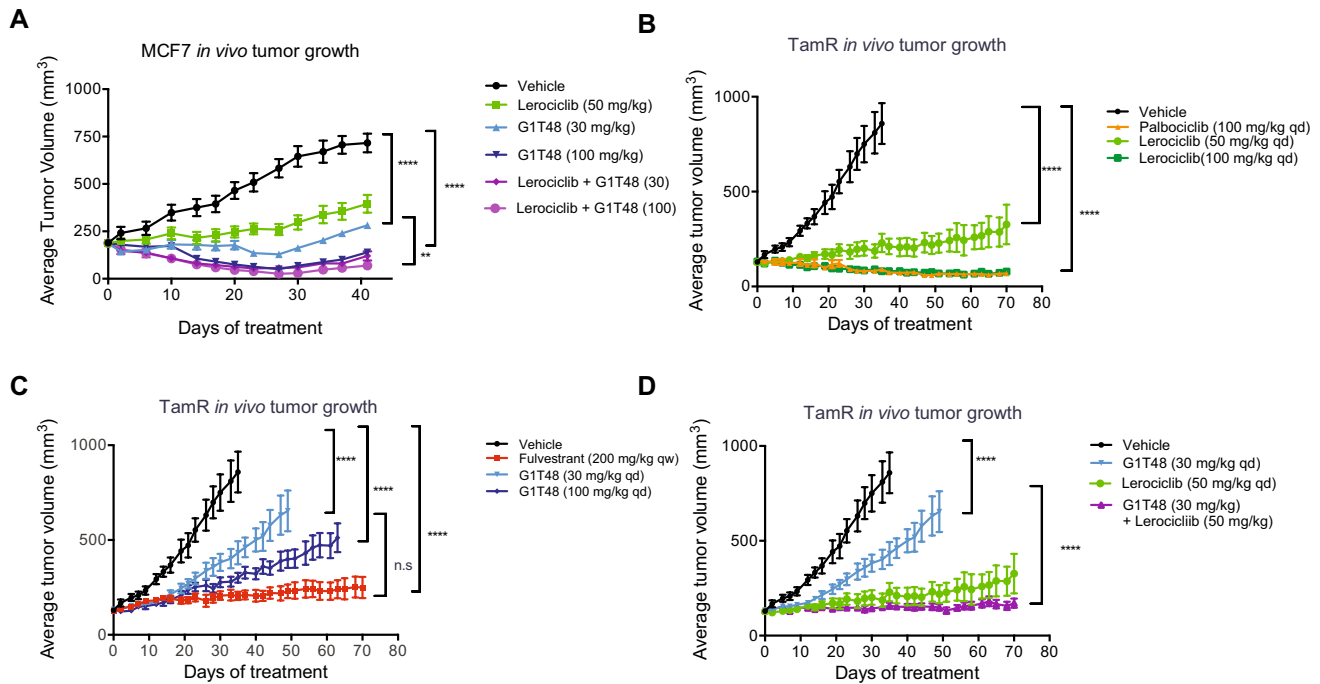 A
MCF7 in vivo tumor growth
Average Tumor Volume (mm3)
1000
750
500
250
0
0 10 20 30 40
Days of treatment
Vehicle
Lerociclib (50 mg/kg)
G1T48 (30 mg/kg)
G1T48 (100 mg/kg)
Lerociclib + G1T48 (30)
Lerociclib + G1T48 (100)
****
****
**
B
TamR in vivo tumor growth
Average tumor volume (mm3)
1000
500
0
0 10 20 30 40 50 60 70 80
Days of treatment
Vehicle
Palbociclib (100 mg/kg qd)
Lerociclib (50 mg/kg qd)
Lerociclib(100 mg/kg qd)
****
****
C
TamR in vivo tumor growth
Average tumor volume (mm3)
1000
500
0
0 10 20 30 40 50 60 70 80
Days of treatment
Vehicle
Fulvestrant (200 mg/kg qw)
G1T48 (30 mg/kg qd)
G1T48 (100 mg/kg qd)
****
****
****
n.s
D
TamR in vivo tumor growth
Average tumor volume (mm3)
1000
500
0
0 10 20 30 40 50 60 70 80
Days of treatment
Vehicle
G1T48 (30 mg/kg qd)
Lerociclib (50 mg/kg qd)
G1T48 (30 mg/kg)
+ Lerocicliib (50 mg/kg)
****
****